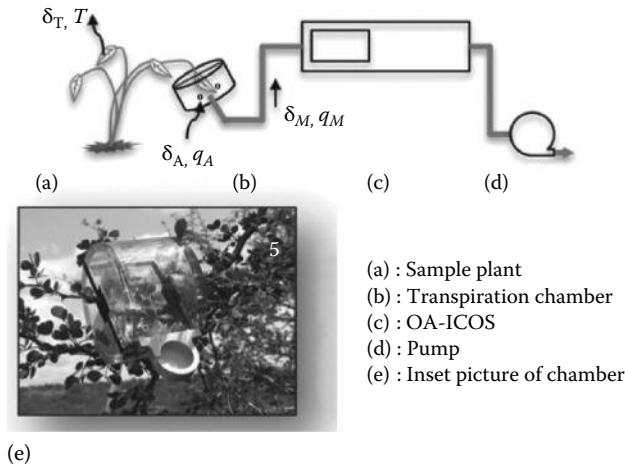 δT, T
δM, qM
δA, qA
(a)
(b)
(c)
(d)
5
(a) : Sample plant
(b) : Transpiration chamber
(c) : OA-ICOS
(d) : Pump
(e) : Inset picture of chamber
(e)